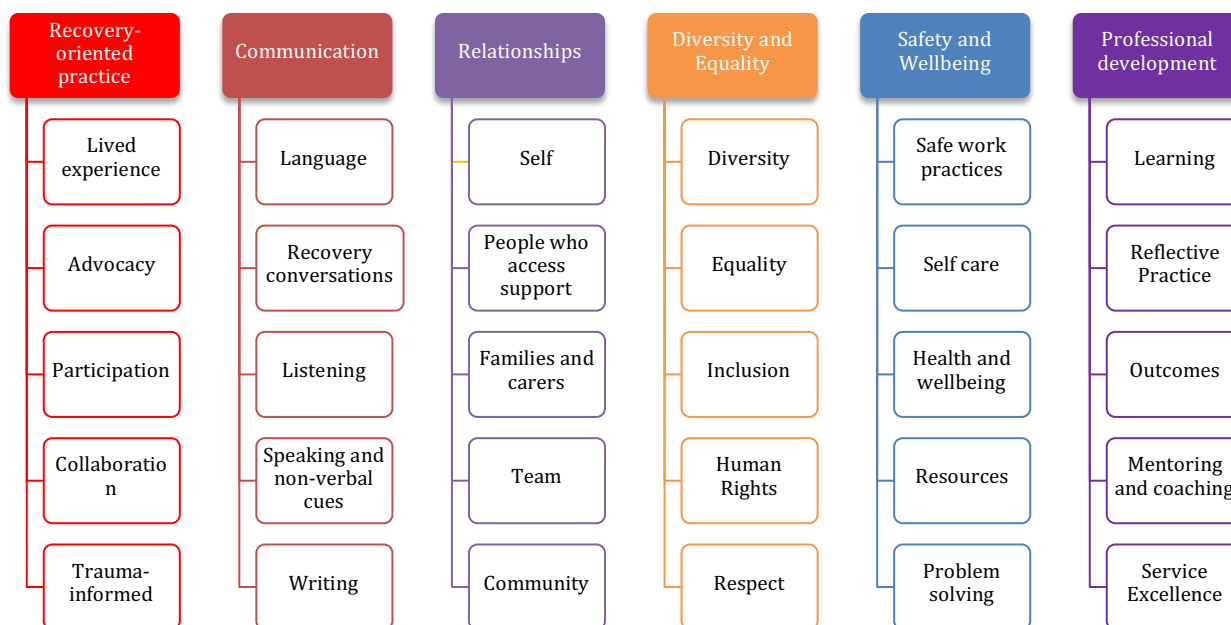 Recovery-
oriented
practice
Lived
experience
Advocacy
Participation
Collaboratio
n
Trauma-
informed
Communication
Language
Recovery
conversations
Listening
Speaking and
non-verbal
cues
Writing
Relationships
Self
People who
access
support
Families and
carers
Team
Community
Diversity and
Equality
Diversity
Equality
Inclusion
Human
Rights
Respect
Safety and
Wellbeing
Safe work
practices
Self care
Health and
wellbeing
Resources
Problem
solving
Professional
development
Learning
Reflective
Practice
Outcomes
Mentoring
and coaching
Service
Excellence